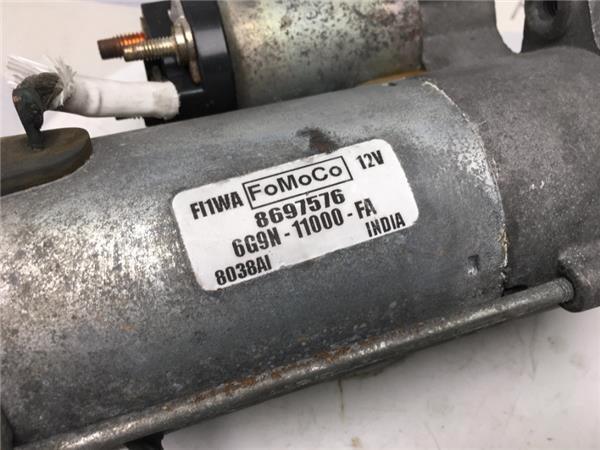 FI1WA FoMoCo 12V
8697576
6G9N - 11000 - FA
8038AI INDIA